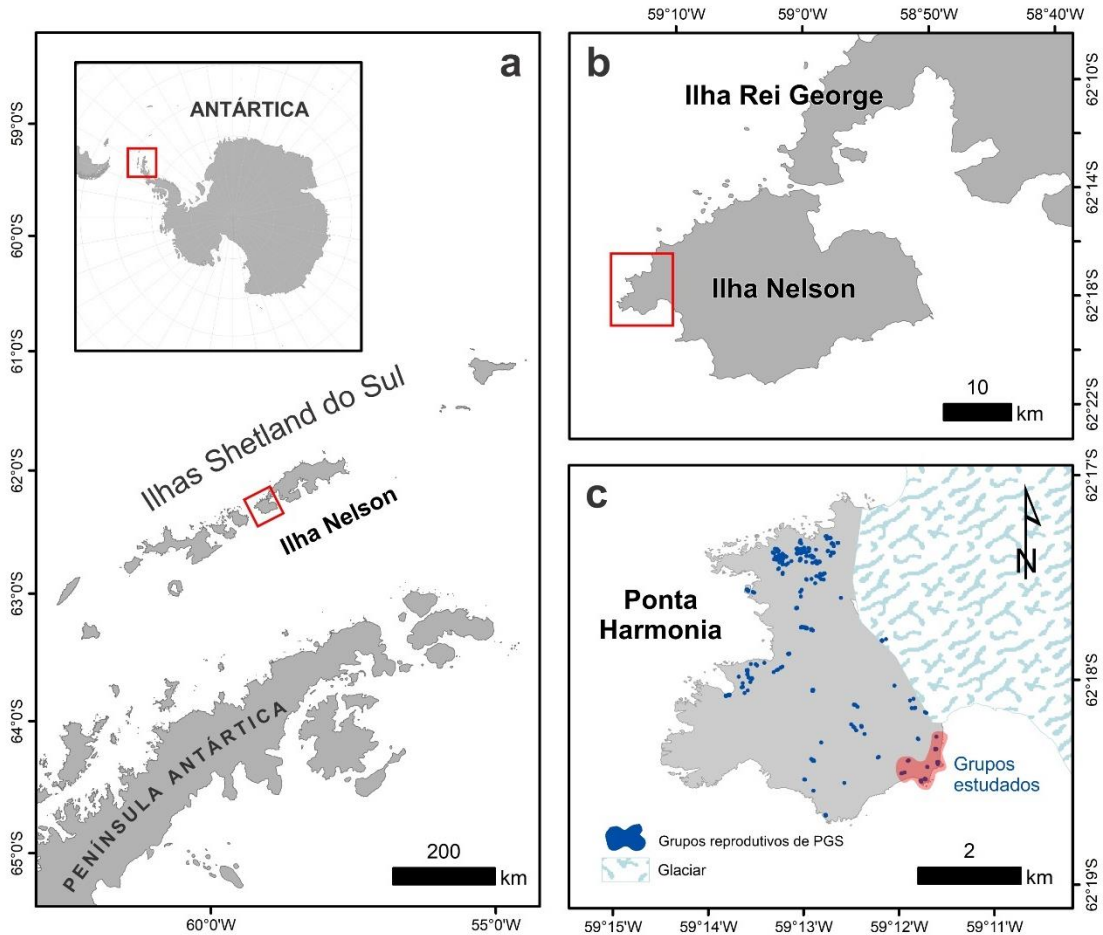 a
ANTÁRTICA
59°0'S
60°0'S
61°0'S
62°0'S
63°0'S
64°0'S
65°0'S
Ilhas Shetland do Sul
Ilha Nelson
PENÍNSULA ANTÁRTICA
200
km
60°0'W
55°0'W
59°10'W
59°0'W
58°50'W
58°40'W
b
Ilha Rei George
Ilha Nelson
62°10'S
62°14'S
62°18'S
62°22'S
10
km
c
N
Ponta
Harmonia
Grupos
estudados
Grupos reprodutivos de PGS
Glaciar
2
km
62°17'S
62°18'S
62°19'S
59°15'W
59°14'W
59°13'W
59°12'W
59°11'W